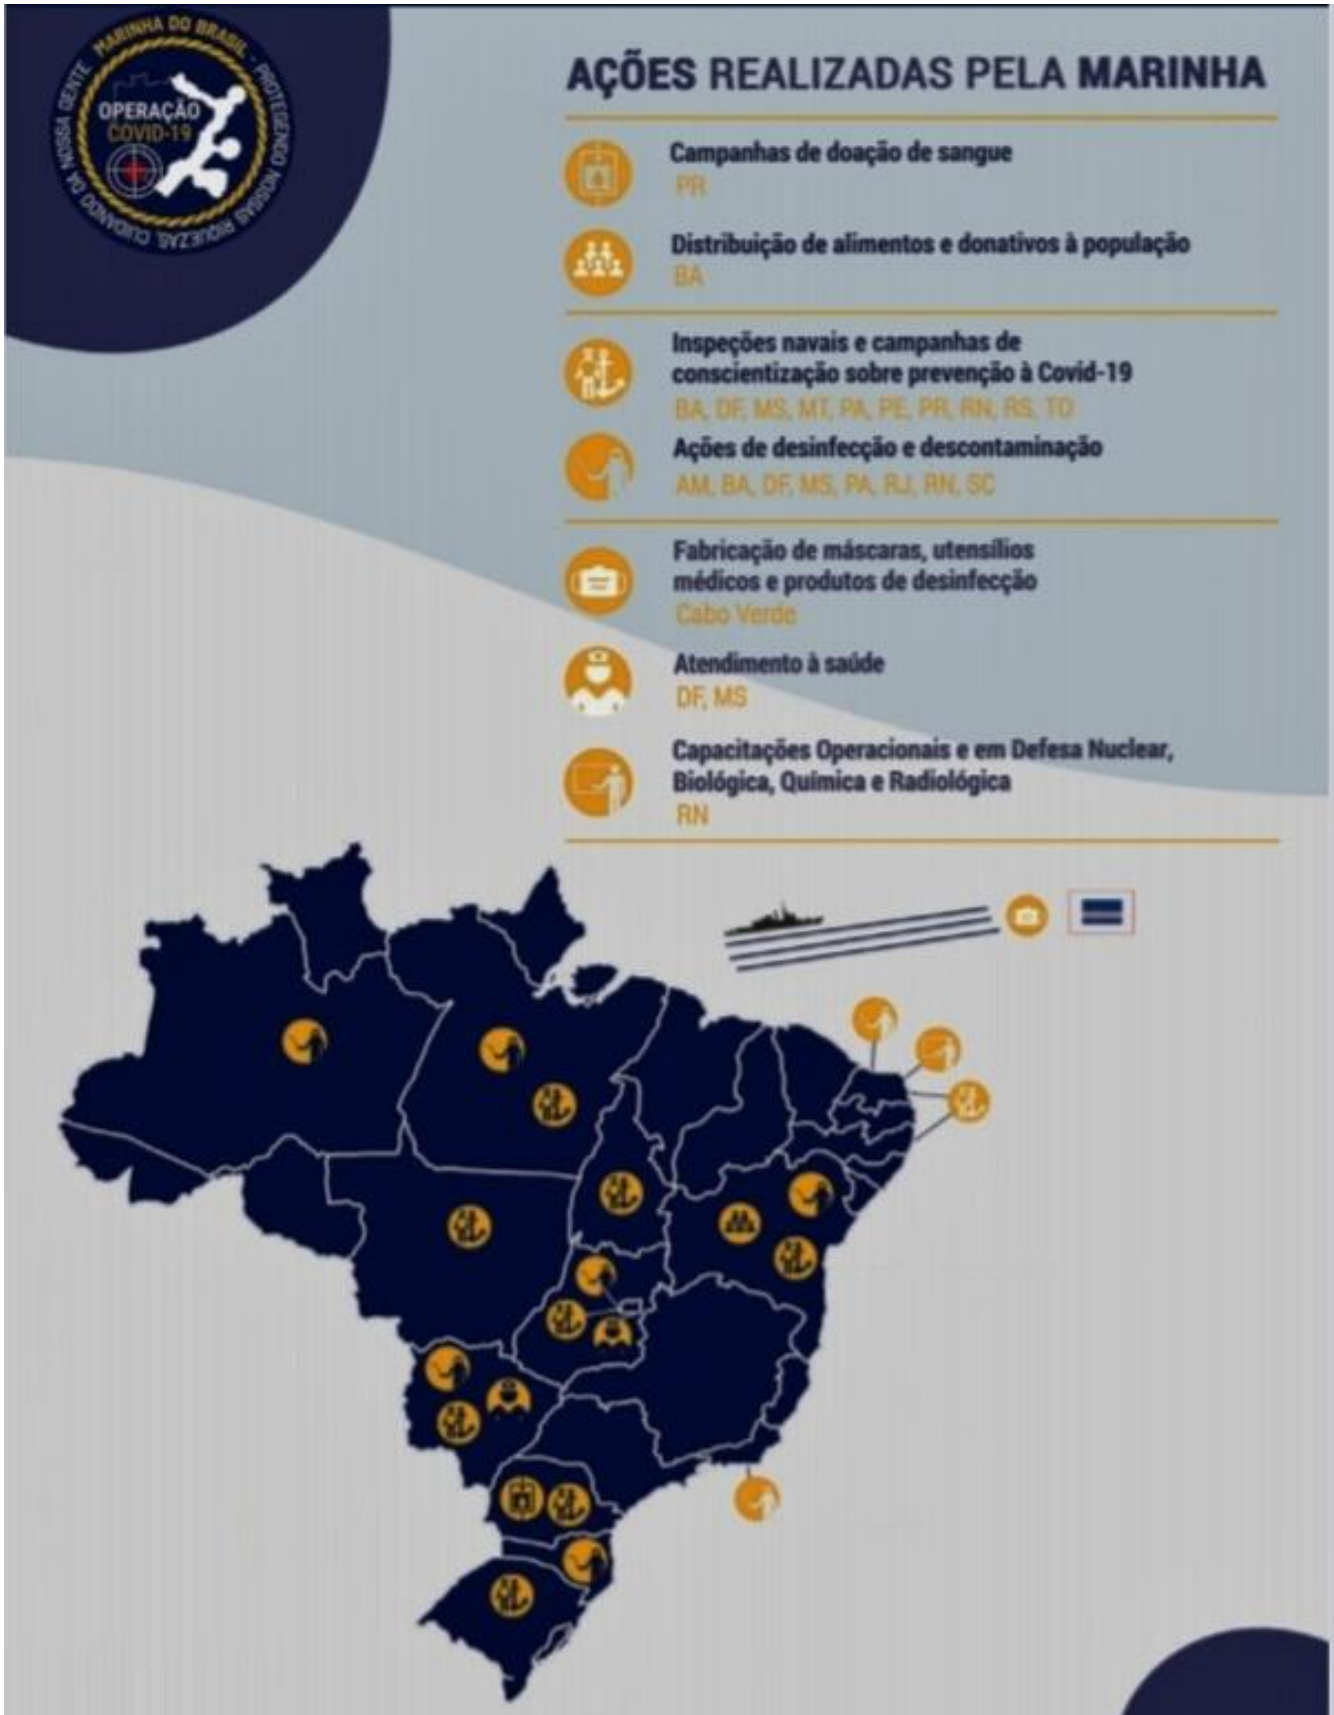 MARINHA DO BRASIL - PROTEGENDO NOSSAS RIQUEZAS, CUIDANDO DA NOSSA GENTE
OPERAÇÃO
COVID-19
AÇÕES REALIZADAS PELA MARINHA
Campanhas de doação de sangue
PR
Distribuição de alimentos e donativos à população
BA
Inspeções navais e campanhas de
conscientização sobre prevenção à Covid-19
BA, DF, MS, MT, PA, PE, PR, RN, RS, TO
Ações de desinfecção e descontaminação
AM, BA, DF, MS, PA, RJ, RN, SC
Fabricação de máscaras, utensílios
médicos e produtos de desinfecção
Cabo Verde
Atendimento à saúde
DF, MS
Capacitações Operacionais e em Defesa Nuclear,
Biológica, Química e Radiológica
RN